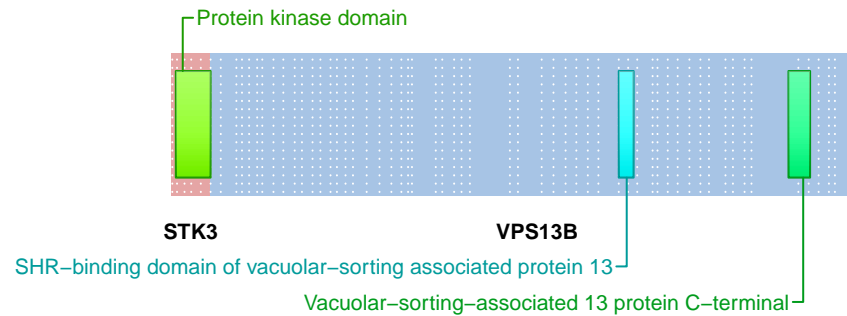 Protein kinase domain
STK3
VPS13B
SHR−binding domain of vacuolar−sorting associated protein 13
Vacuolar−sorting−associated 13 protein C−terminal